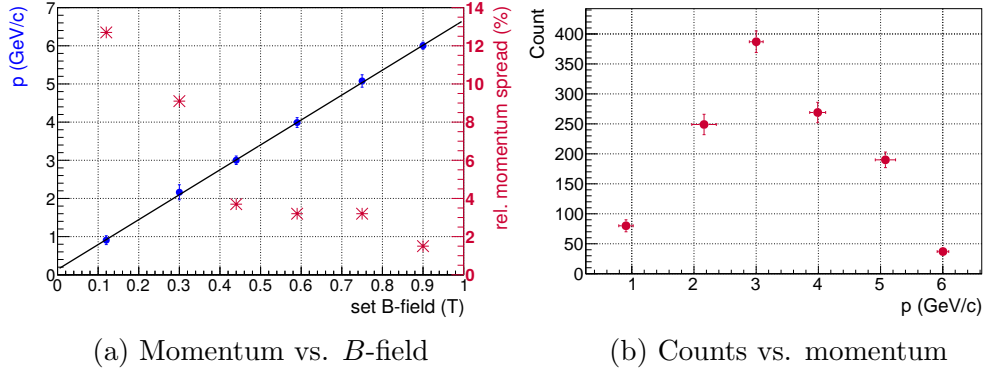 p (GeV/c)
7
6
5
4
3
2
1
0
0 0.1 0.2 0.3 0.4 0.5 0.6 0.7 0.8 0.9 1
set B-field (T)
14
12
10
8
6
4
2
0
rel. momentum spread (%)
(a) Momentum vs. B-field
Count
400
350
300
250
200
150
100
50
0
1 2 3 4 5 6
p (GeV/c)
(b) Counts vs. momentum